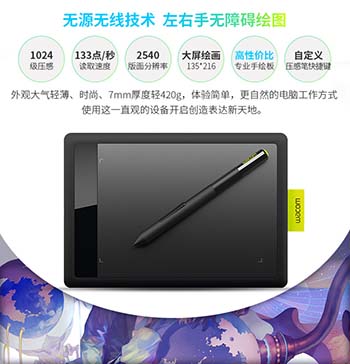 无源无线技术 左右手无障碍绘图
1024
级压感
133点/秒
读取速度
2540
版面分辨率
大屏绘画
135*216
高性价比
专业手绘板
自定义
压感笔快捷键
外观大气轻薄、时尚、7mm厚度轻420g，体验简单，更自然的电脑工作方式
使用这一直观的设备开启创造表达新天地。
wacom